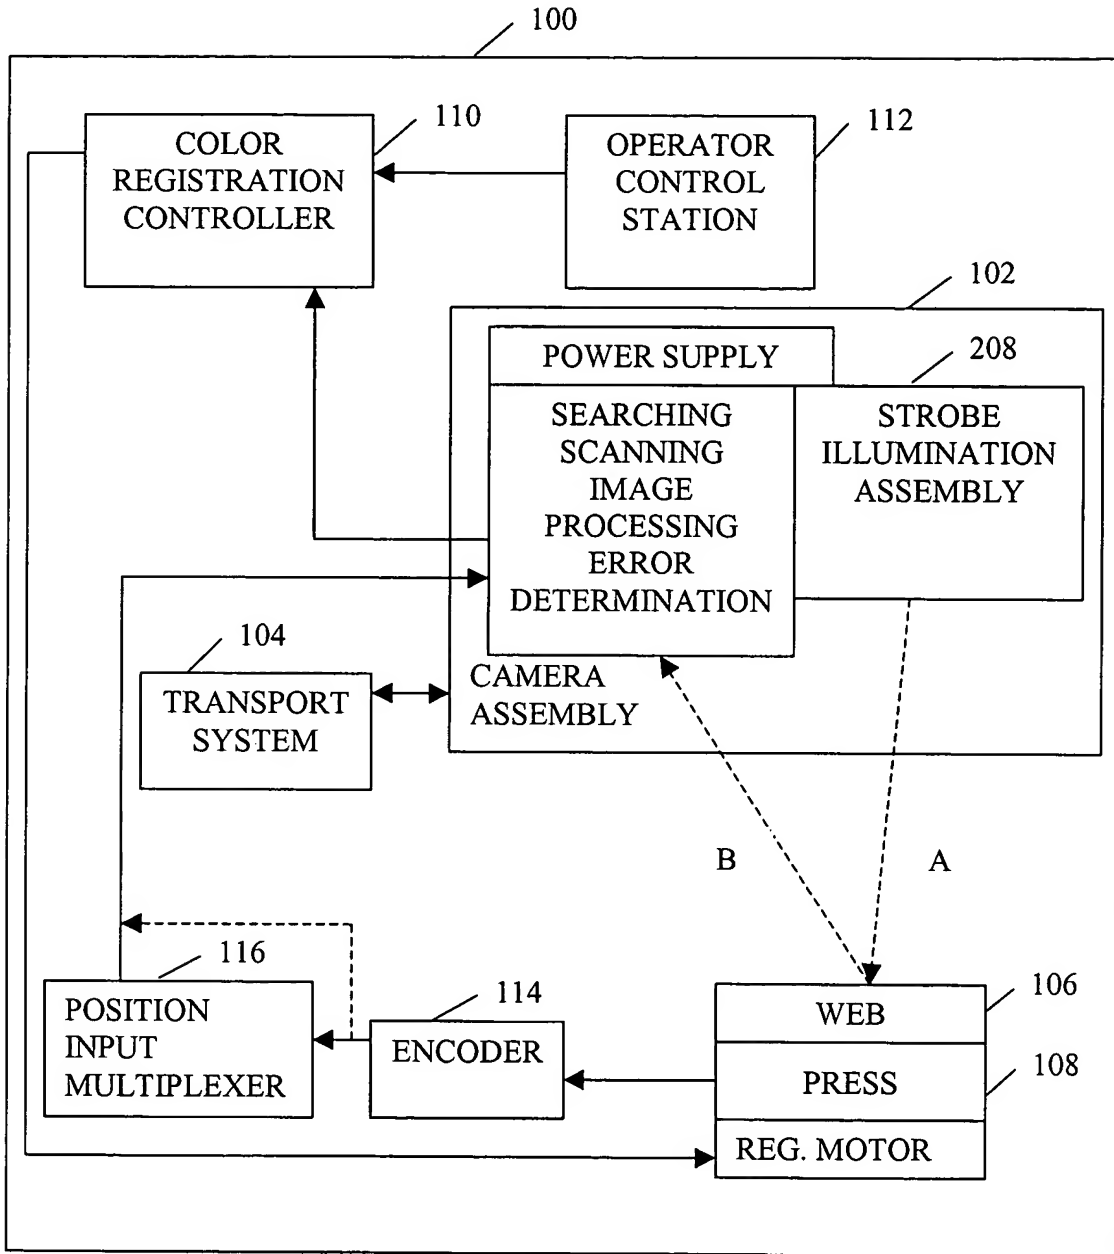 100
COLOR
REGISTRATION
CONTROLLER
110
OPERATOR
CONTROL
STATION
112
102
POWER SUPPLY
208
SEARCHING
SCANNING
IMAGE
PROCESSING
ERROR
DETERMINATION
STROBE
ILLUMINATION
ASSEMBLY
104
TRANSPORT
SYSTEM
CAMERA
ASSEMBLY
B
A
116
POSITION
INPUT
MULTIPLEXER
114
ENCODER
WEB
106
PRESS
108
REG. MOTOR